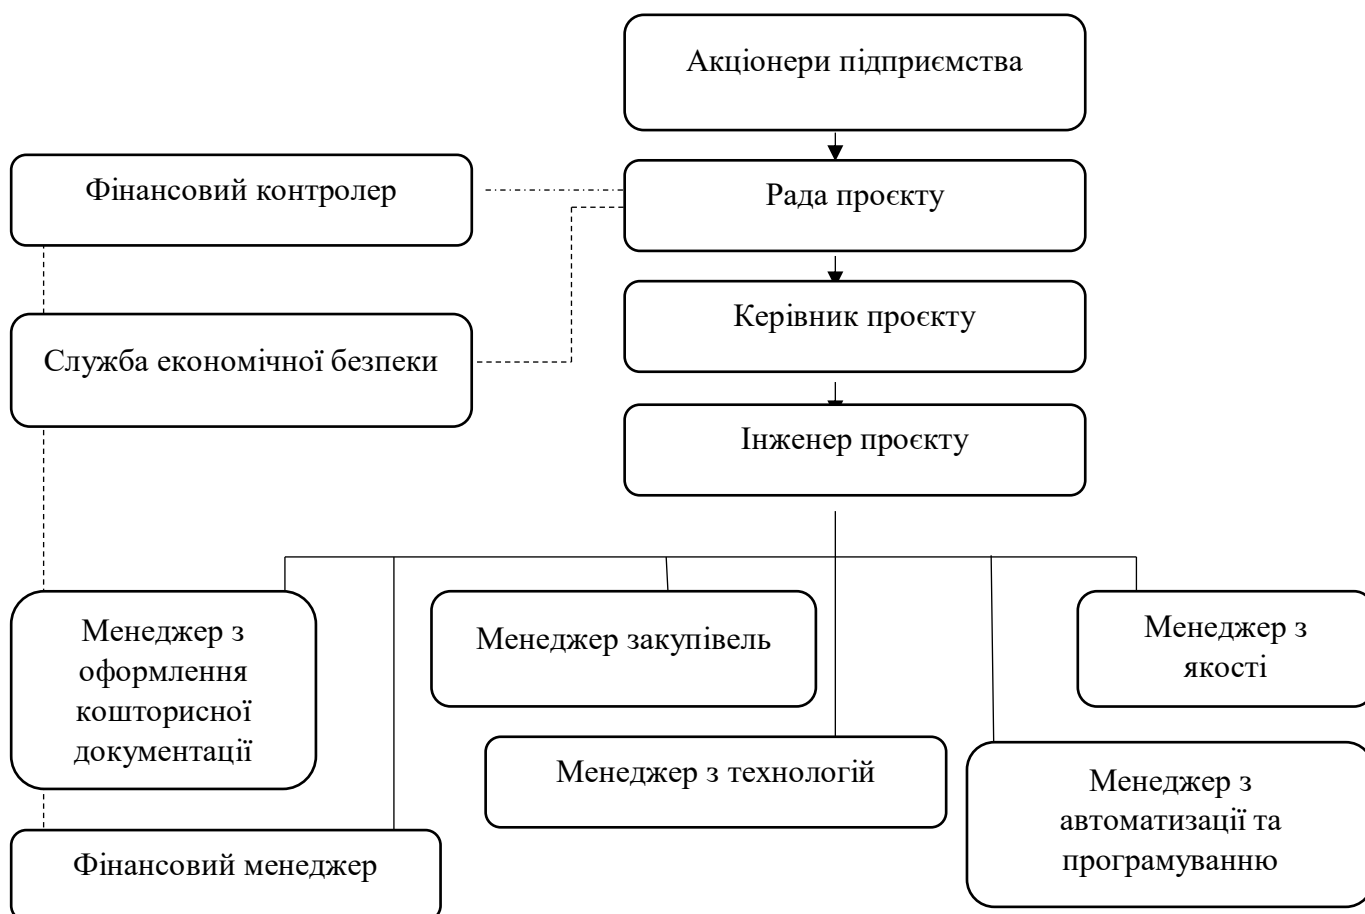 Акціонери підприємства
Фінансовий контролер
Рада проєкту
Керівник проєкту
Служба економічної безпеки
Інженер проєкту
Менеджер з
оформлення
кошторисної
документації
Менеджер закупівель
Менеджер з
якості
Менеджер з технологій
Менеджер з
автоматизації та
програмуванню
Фінансовий менеджер